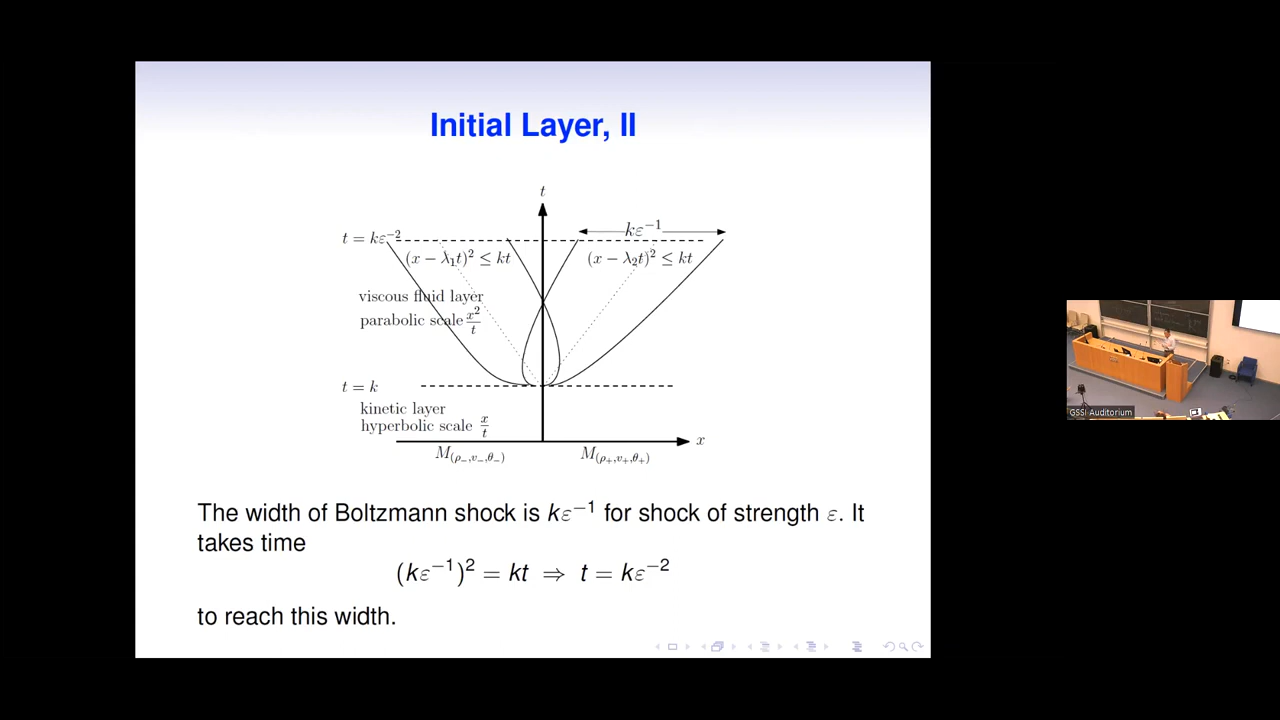 Initial Layer, II
t
t = kε⁻²
kε⁻¹
(x − λ₁t)² ≤ kt
(x − λ₂t)² ≤ kt
viscous fluid layer
parabolic scale x²/t
t = k
kinetic layer
hyperbolic scale x/t
x
M(ρ₋,v₋,θ₋)
M(ρ₊,v₊,θ₊)
The width of Boltzmann shock is kε⁻¹ for shock of strength ε. It
takes time
(kε⁻¹)² = kt ⇒ t = kε⁻²
to reach this width.
GSSI Auditorium